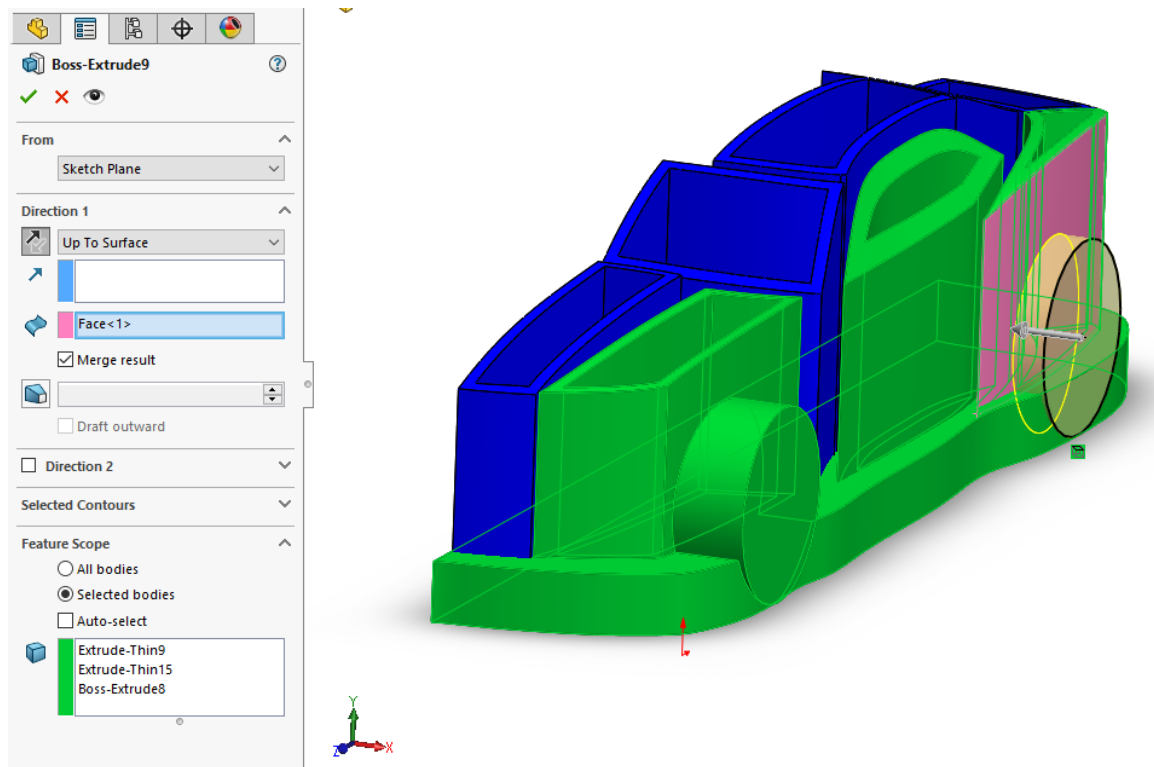 Boss-Extrude9
From
Sketch Plane
Direction 1
Up To Surface
Face<1>
Merge result
Draft outward
Direction 2
Selected Contours
Feature Scope
All bodies
Selected bodies
Auto-select
Extrude-Thin9
Extrude-Thin15
Boss-Extrude8
Y
Z
X